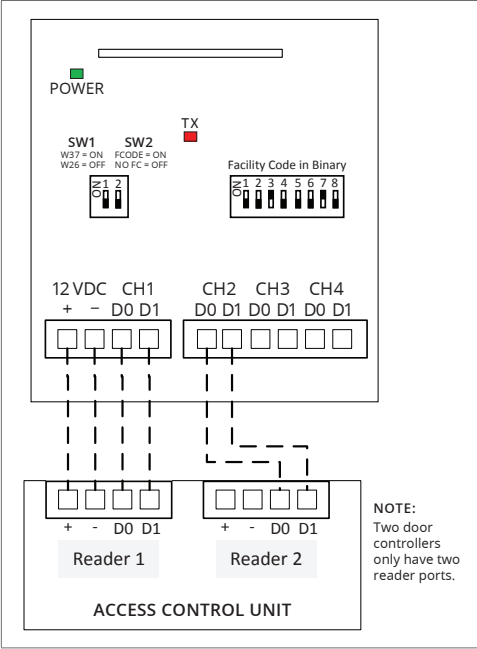 POWER
TX
SW1 SW2
W37 = ON FCODE = ON
W26 = OFF NO FC = OFF
ON 1 2
Facility Code in Binary
ON 1 2 3 4 5 6 7 8
12 VDC CH1 CH2 CH3 CH4
+ − D0 D1 D0 D1 D0 D1 D0 D1
+ - D0 D1 + - D0 D1
Reader 1 Reader 2
ACCESS CONTROL UNIT
NOTE:
Two door
controllers
only have two
reader ports.